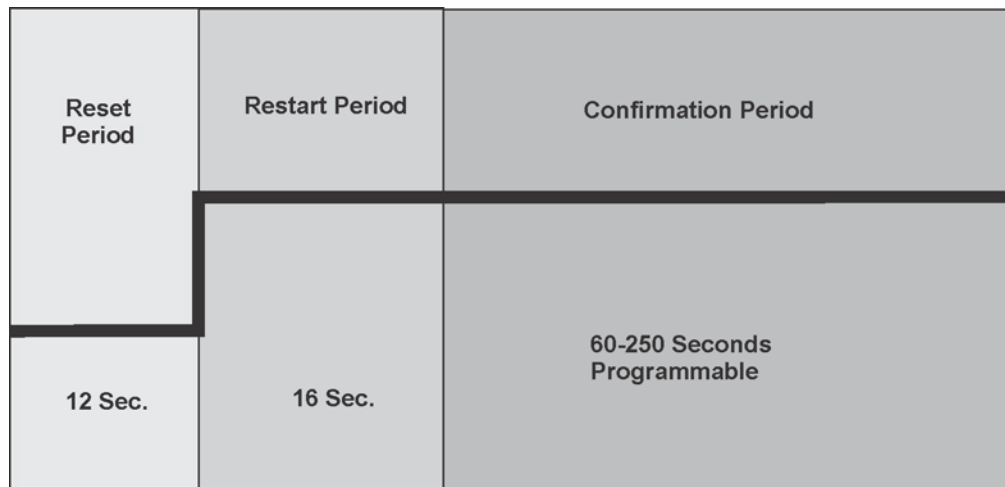 Reset
Period
Restart Period
Confirmation Period
12 Sec.
16 Sec.
60-250 Seconds
Programmable